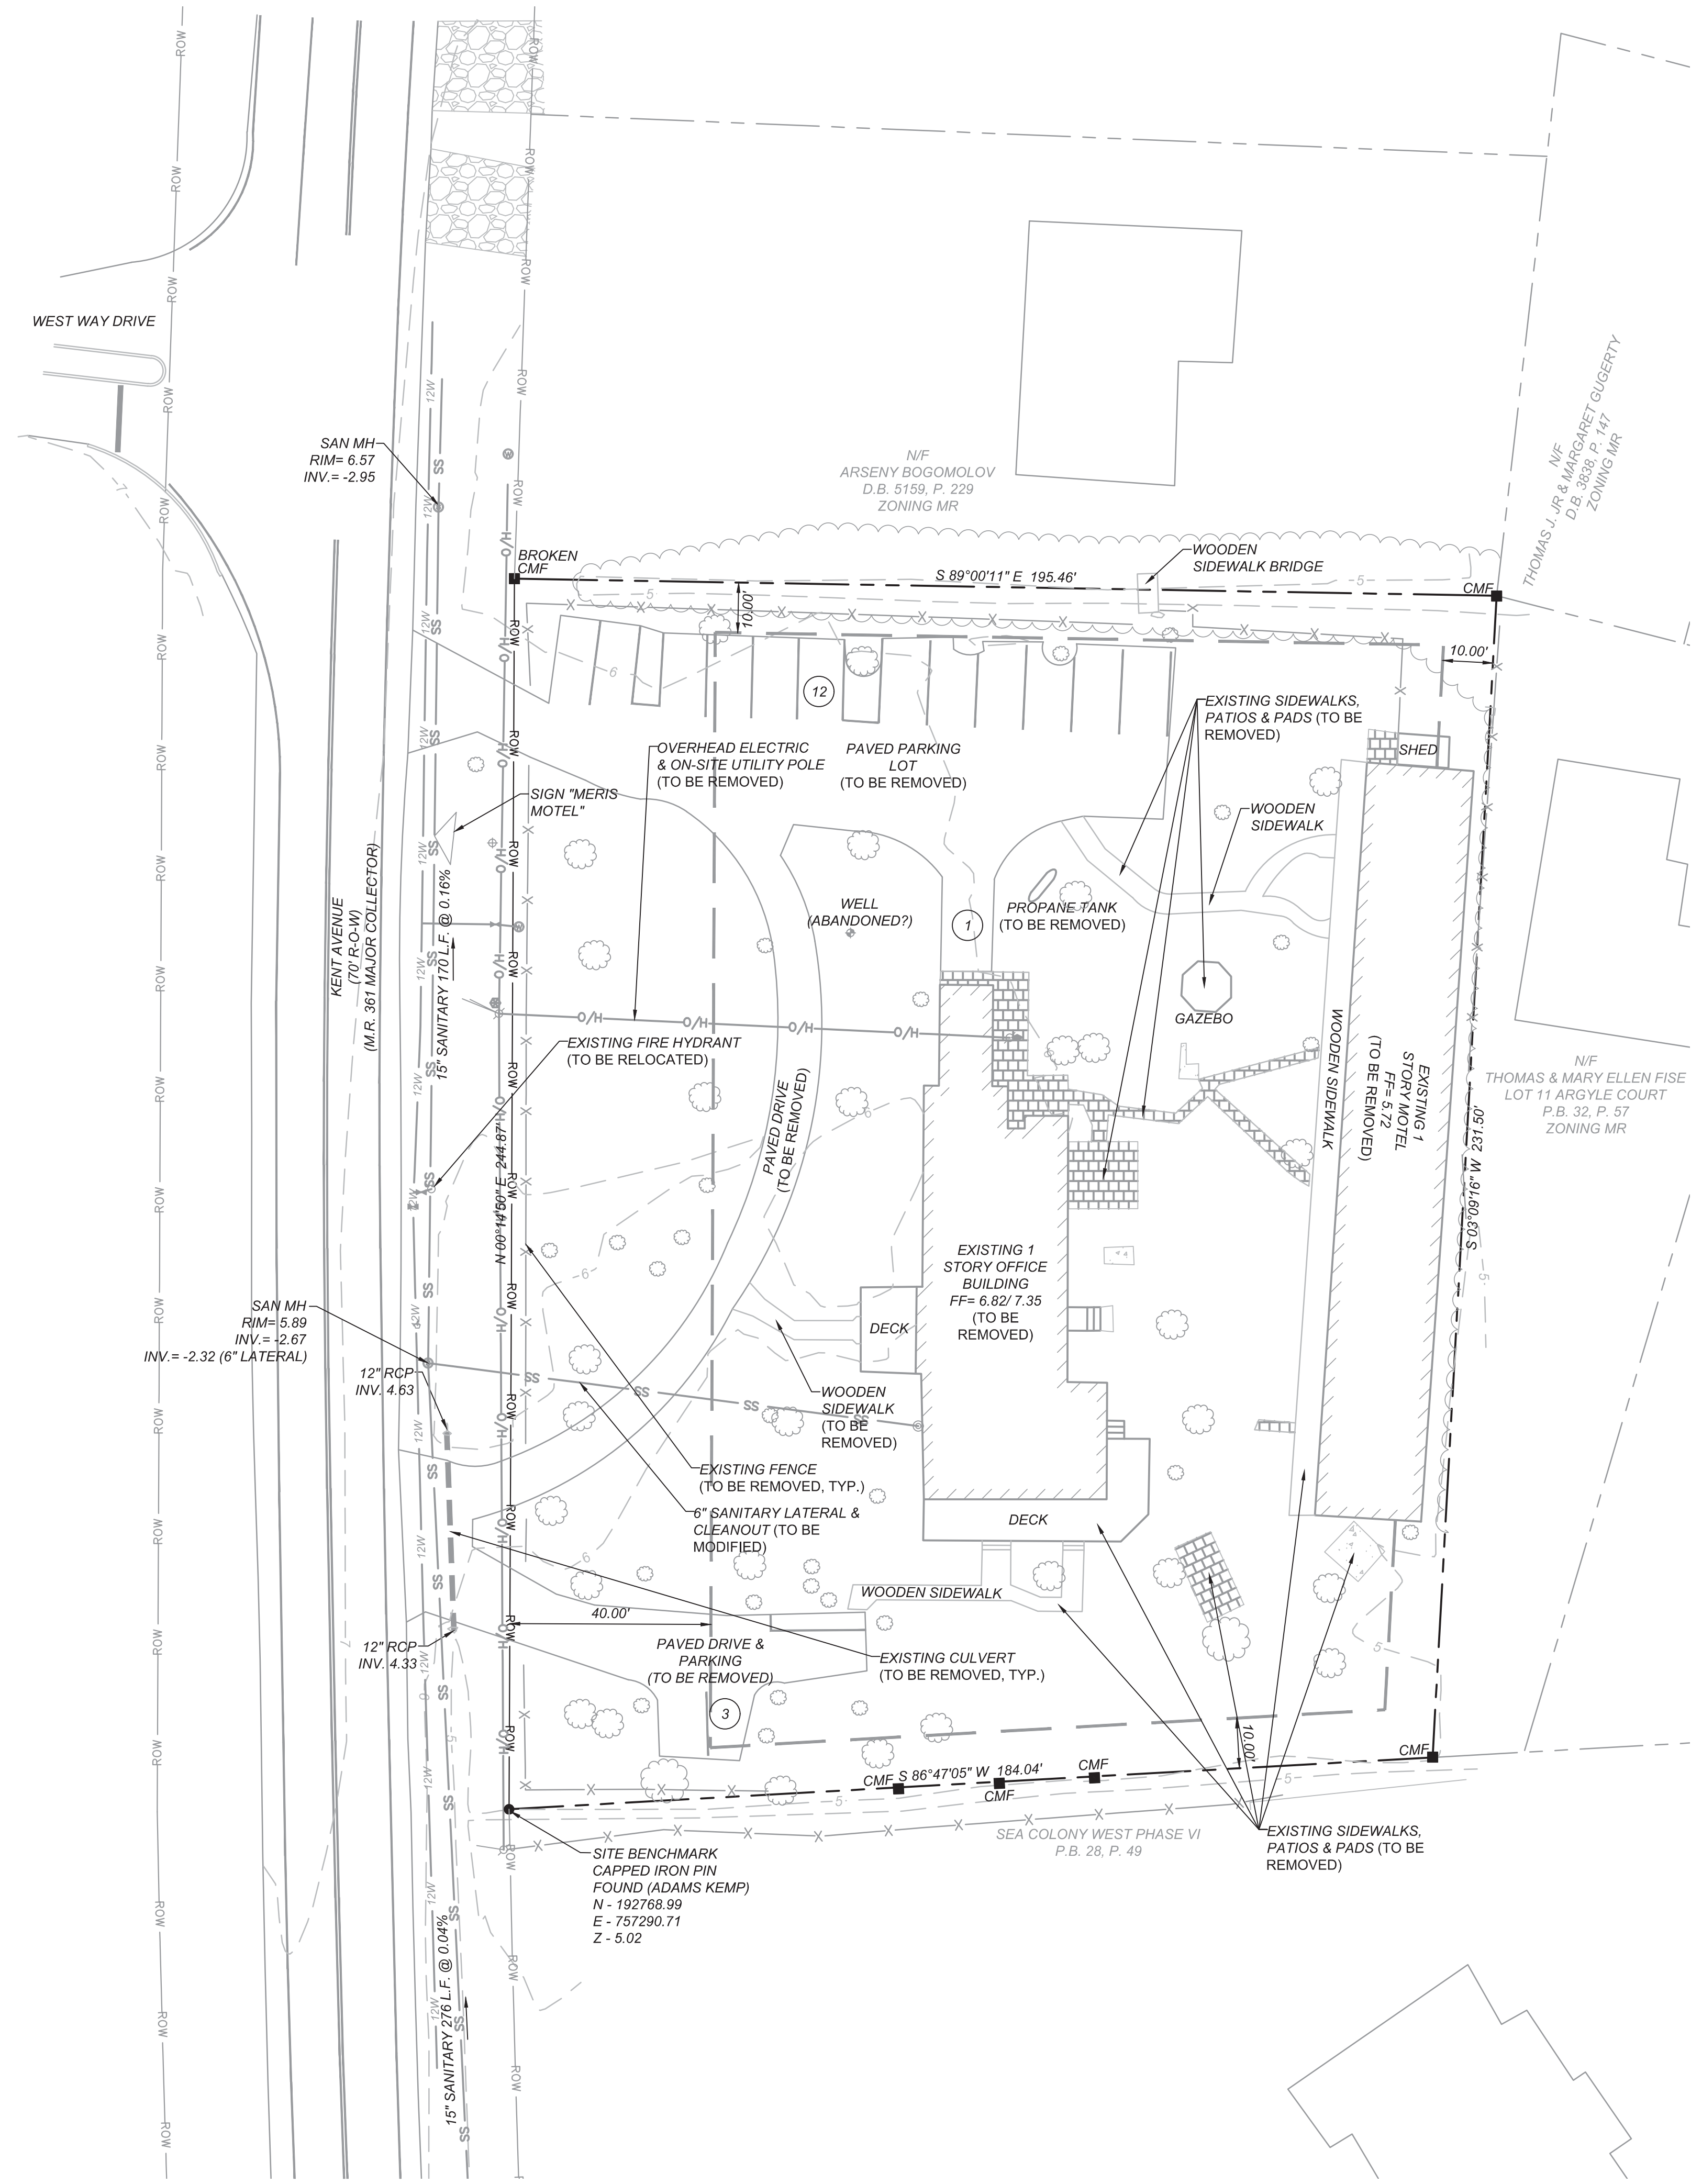 WEST WAY DRIVE
SAN MH
RIM= 6.57
INV.= -2.95
N/F
ARSENY BOGOMOLOV
D.B. 5159, P. 229
ZONING MR
N/F
THOMAS J. JR & MARGARET GUGERTY
D.B. 3838, P. 147
ZONING MR
BROKEN
CMF
S 89°00'11" E 195.46'
WOODEN
SIDEWALK BRIDGE
CMF
10.00'
10.00'
12
EXISTING SIDEWALKS,
PATIOS & PADS (TO BE
REMOVED)
SHED
OVERHEAD ELECTRIC
& ON-SITE UTILITY POLE
(TO BE REMOVED)
PAVED PARKING
LOT
(TO BE REMOVED)
SIGN "MERIS
MOTEL"
WOODEN
SIDEWALK
KENT AVENUE
(70' R-O-W)
(M.R. 361 MAJOR COLLECTOR)
15" SANITARY 170 L.F. @ 0.16%
WELL
(ABANDONED?)
1
PROPANE TANK
(TO BE REMOVED)
GAZEBO
WOODEN SIDEWALK
EXISTING 1
STORY MOTEL
FF= 5.72
(TO BE REMOVED)
EXISTING FIRE HYDRANT
(TO BE RELOCATED)
PAVED DRIVE
(TO BE REMOVED)
N/F
THOMAS & MARY ELLEN FISE
LOT 11 ARGYLE COURT
P.B. 32, P. 57
ZONING MR
N 00°14'50" E 244.87'
S 03°09'16" W 231.50'
EXISTING 1
STORY OFFICE
BUILDING
FF= 6.82/ 7.35
(TO BE
REMOVED)
DECK
SAN MH
RIM= 5.89
INV.= -2.67
INV.= -2.32 (6" LATERAL)
12" RCP
INV. 4.63
WOODEN
SIDEWALK
(TO BE
REMOVED)
EXISTING FENCE
(TO BE REMOVED, TYP.)
6" SANITARY LATERAL &
CLEANOUT (TO BE
MODIFIED)
DECK
WOODEN SIDEWALK
40.00'
12" RCP
INV. 4.33
PAVED DRIVE &
PARKING
(TO BE REMOVED)
EXISTING CULVERT
(TO BE REMOVED, TYP.)
3
10.00'
CMF
CMF S 86°47'05" W 184.04'
CMF
CMF
SEA COLONY WEST PHASE VI
P.B. 28, P. 49
EXISTING SIDEWALKS,
PATIOS & PADS (TO BE
REMOVED)
SITE BENCHMARK
CAPPED IRON PIN
FOUND (ADAMS KEMP)
N - 192768.99
E - 757290.71
Z - 5.02
15" SANITARY 276 L.F. @ 0.04%
ROW
12W
SS
O/H
5
6
7